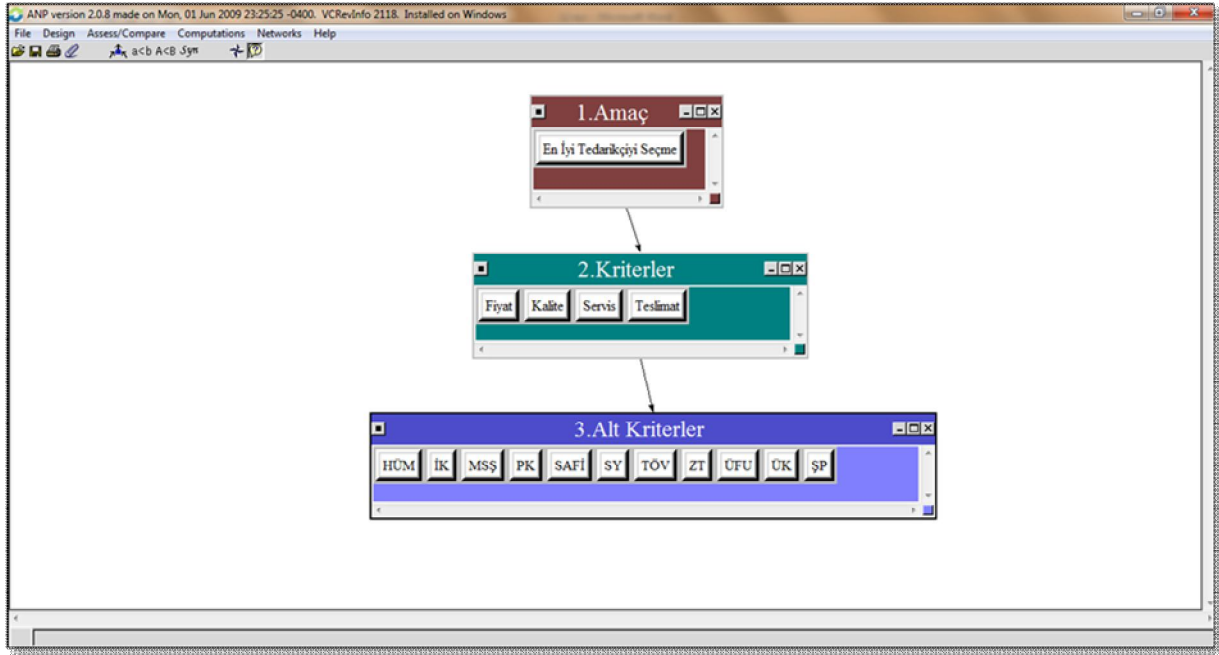 ANP version 2.0.8 made on Mon, 01 Jun 2009 23:25:25 -0400. VCRevInfo 2118. Installed on Windows
File Design Assess/Compare Computations Networks Help
a<b A<B Syn
1.Amaç
En İyi Tedarikçiyi Seçme
2.Kriterler
Fiyat Kalite Servis Teslimat
3.Alt Kriterler
HÜM İK MSŞ PK SAFİ SY TÖV ZT ÜFU ÜK ŞP